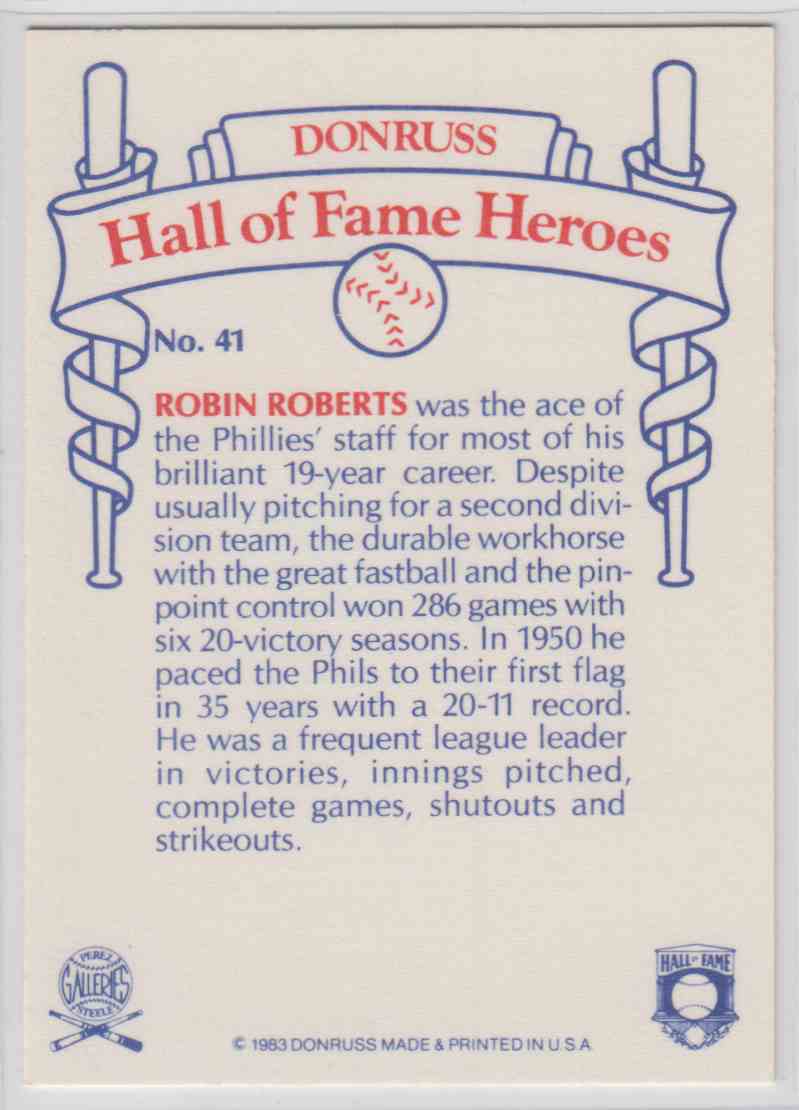 DONRUSS
Hall of Fame Heroes
No. 41
ROBIN ROBERTS was the ace of
the Phillies' staff for most of his
brilliant 19-year career. Despite
usually pitching for a second divi-
sion team, the durable workhorse
with the great fastball and the pin-
point control won 286 games with
six 20-victory seasons. In 1950 he
paced the Phils to their first flag
in 35 years with a 20-11 record.
He was a frequent league leader
in victories, innings pitched,
complete games, shutouts and
strikeouts.
PEREZ
GALLERIES
STEELE
HALL OF FAME
© 1983 DONRUSS MADE & PRINTED IN U.S.A.